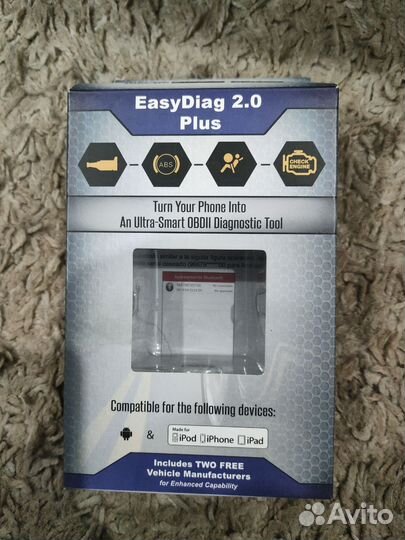 EasyDiag 2.0
Plus
ABS
CHECK
ENGINE
Turn Your Phone Into
An Ultra-Smart OBDII Diagnostic Tool
Compatible for the following devices:
&
Made for
iPod iPhone iPad
Includes TWO FREE
Vehicle Manufacturers
for Enhanced Capability
Avito